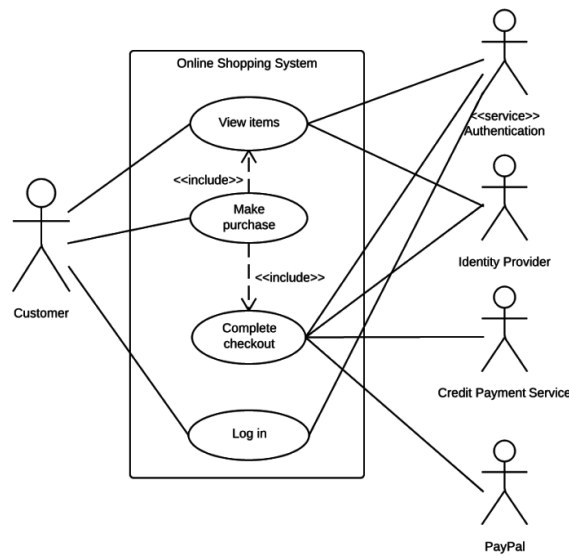 Online Shopping System
View items
<<include>>
Make
purchase
<<include>>
Complete
checkout
Log in
Customer
<<service>>
Authentication
Identity Provider
Credit Payment Service
PayPal